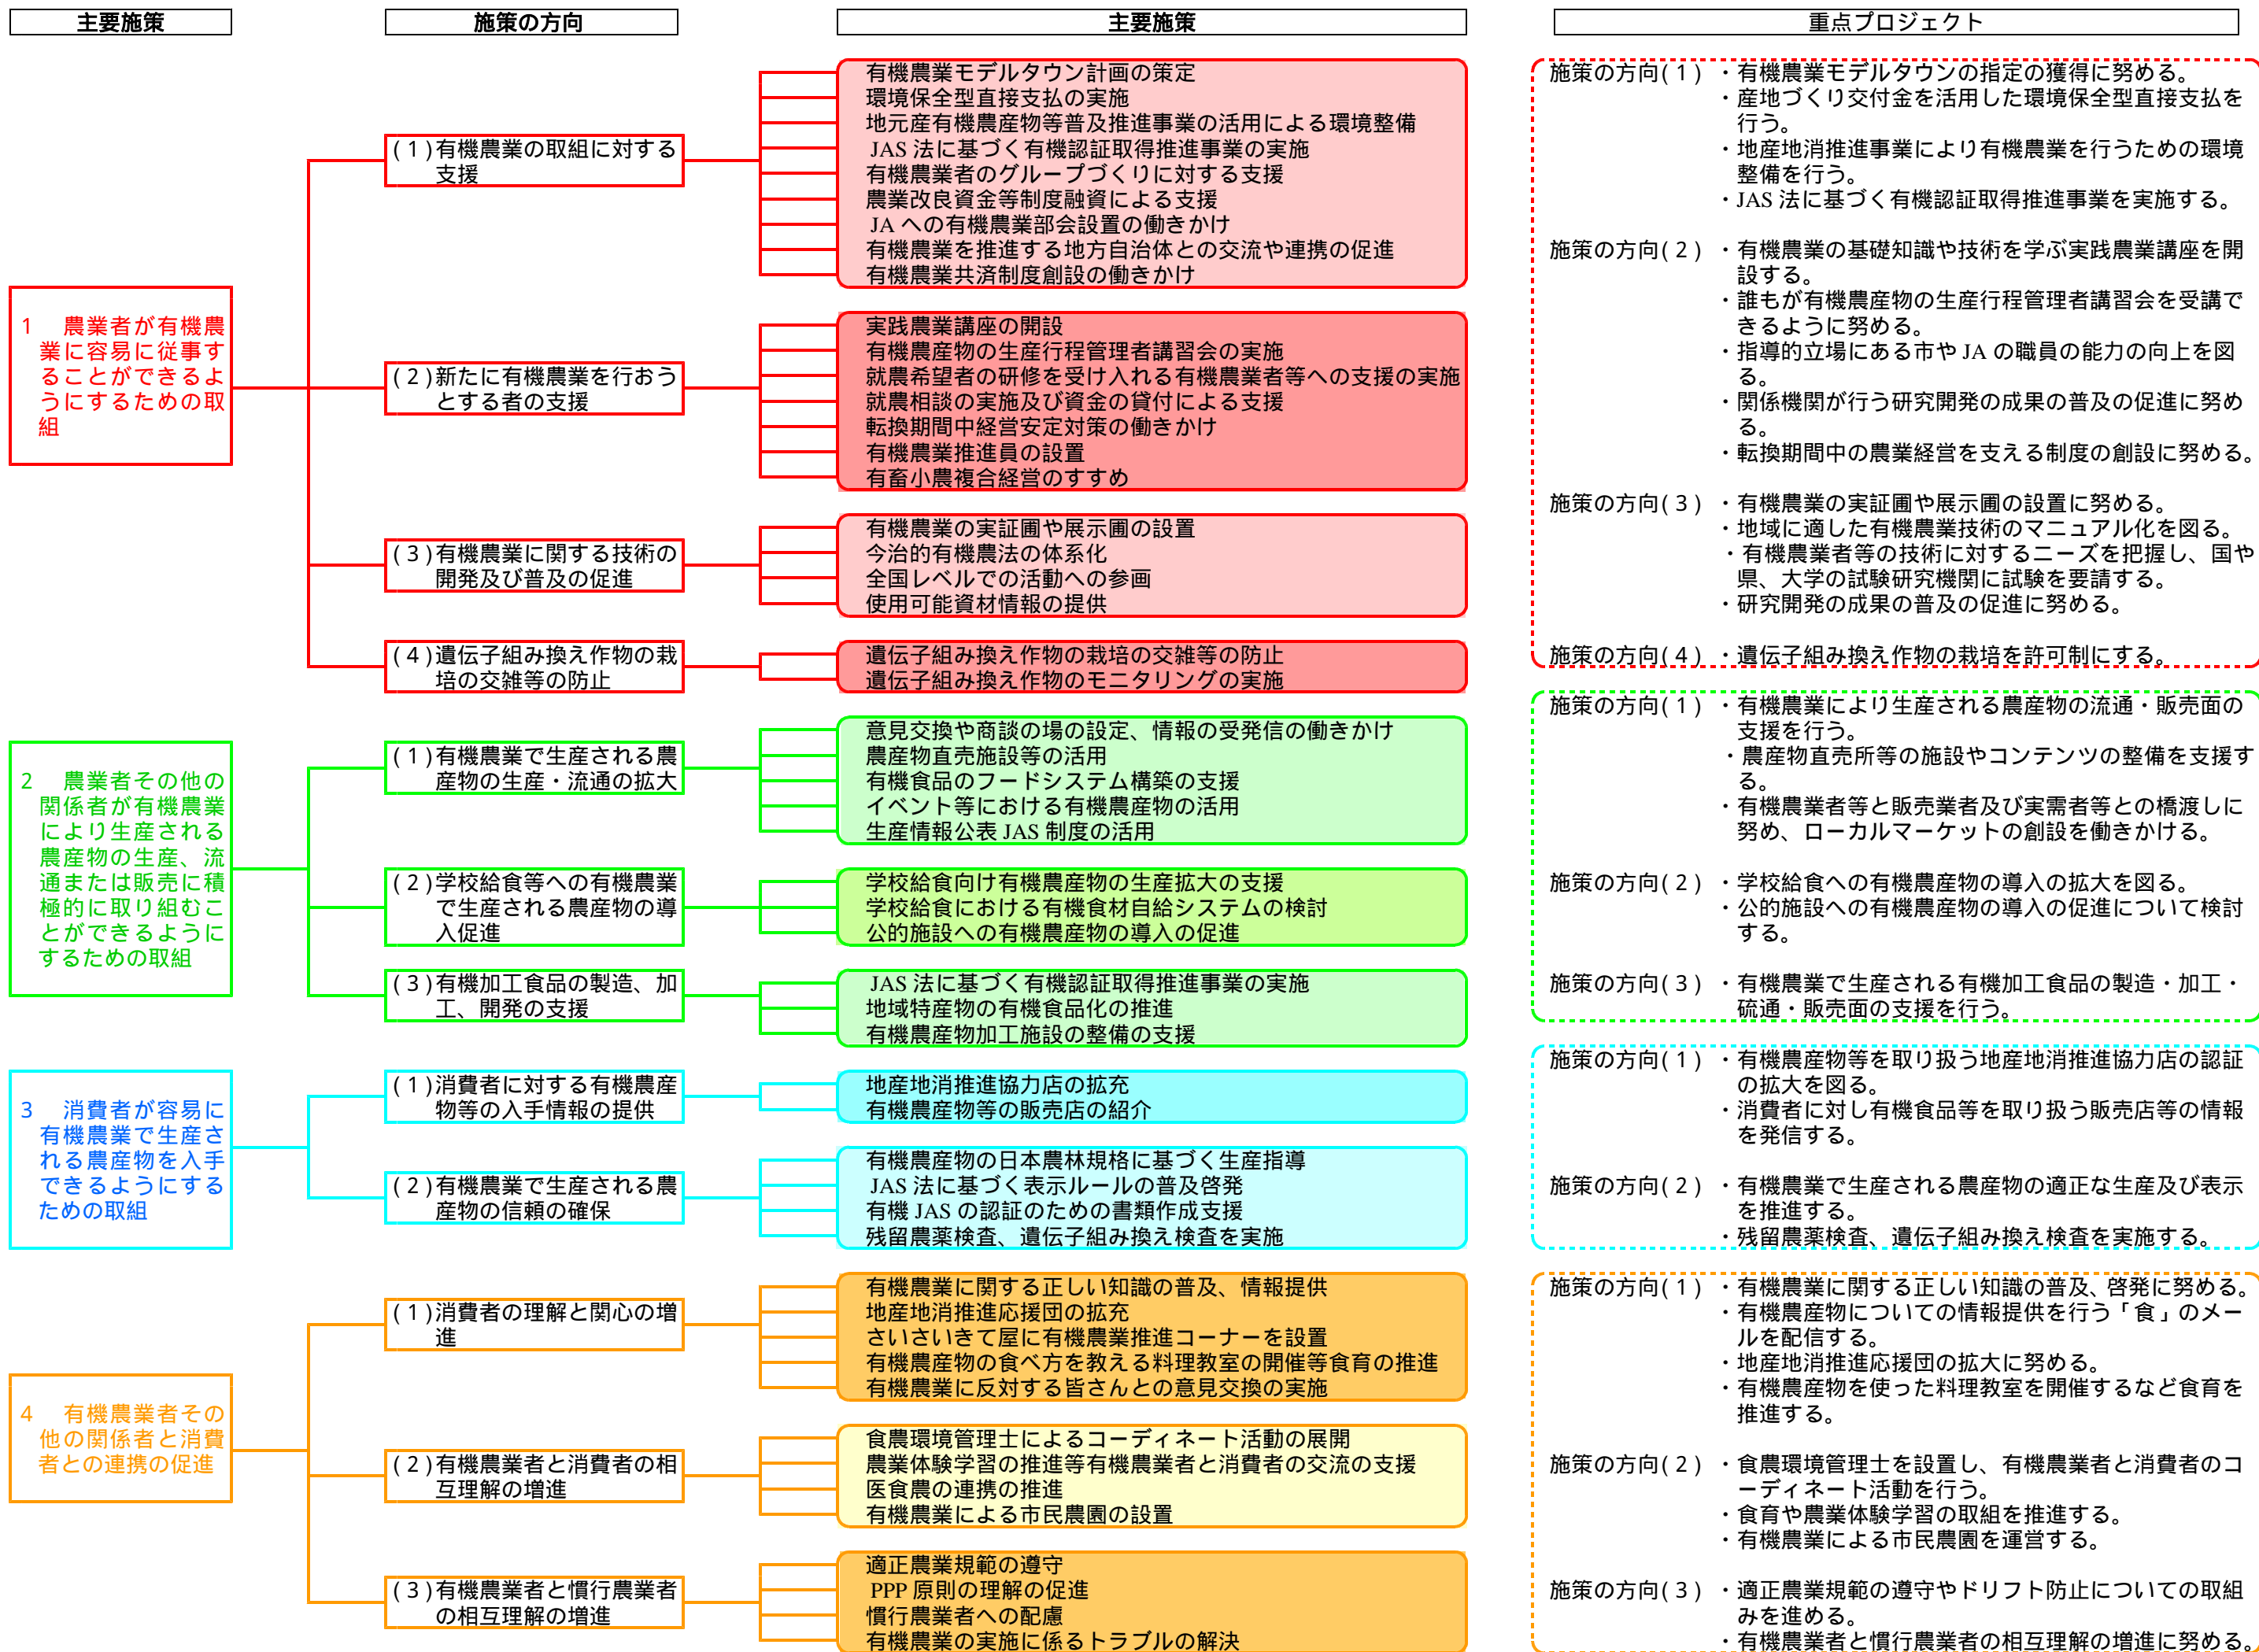 主要施策
施策の方向
主要施策
重点プロジェクト
1　農業者が有機農
業に容易に従事す
ることができるよ
うにするための取
組
(1)有機農業の取組に対する
支援
有機農業モデルタウン計画の策定
環境保全型直接支払の実施
地元産有機農産物等普及推進事業の活用による環境整備
JAS 法に基づく有機認証取得推進事業の実施
有機農業者のグループづくりに対する支援
農業改良資金等制度融資による支援
JA への有機農業部会設置の働きかけ
有機農業を推進する地方自治体との交流や連携の促進
有機農業共済制度創設の働きかけ
(2)新たに有機農業を行おう
とする者の支援
実践農業講座の開設
有機農産物の生産行程管理者講習会の実施
就農希望者の研修を受け入れる有機農業者等への支援の実施
就農相談の実施及び資金の貸付による支援
転換期間中経営安定対策の働きかけ
有機農業推進員の設置
有畜小農複合経営のすすめ
(3)有機農業に関する技術の
開発及び普及の促進
有機農業の実証圃や展示圃の設置
今治的有機農法の体系化
全国レベルでの活動への参画
使用可能資材情報の提供
(4)遺伝子組み換え作物の栽
培の交雑等の防止
遺伝子組み換え作物の栽培の交雑等の防止
遺伝子組み換え作物のモニタリングの実施
施策の方向(1)・有機農業モデルタウンの指定の獲得に努める。
・産地づくり交付金を活用した環境保全型直接支払を
行う。
・地産地消推進事業により有機農業を行うための環境
整備を行う。
・JAS 法に基づく有機認証取得推進事業を実施する。
施策の方向(2)・有機農業の基礎知識や技術を学ぶ実践農業講座を開
設する。
・誰もが有機農産物の生産行程管理者講習会を受講で
きるように努める。
・指導的立場にある市や JA の職員の能力の向上を図
る。
・関係機関が行う研究開発の成果の普及の促進に努め
る。
・転換期間中の農業経営を支える制度の創設に努める。
施策の方向(3)・有機農業の実証圃や展示圃の設置に努める。
・地域に適した有機農業技術のマニュアル化を図る。
・有機農業者等の技術に対するニーズを把握し、国や
県、大学の試験研究機関に試験を要請する。
・研究開発の成果の普及の促進に努める。
施策の方向(4)・遺伝子組み換え作物の栽培を許可制にする。
2　農業者その他の
関係者が有機農業
により生産される
農産物の生産、流
通または販売に積
極的に取り組むこ
とができるように
するための取組
(1)有機農業で生産される農
産物の生産・流通の拡大
意見交換や商談の場の設定、情報の受発信の働きかけ
農産物直売施設等の活用
有機食品のフードシステム構築の支援
イベント等における有機農産物の活用
生産情報公表 JAS 制度の活用
(2)学校給食等への有機農業
で生産される農産物の導
入促進
学校給食向け有機農産物の生産拡大の支援
学校給食における有機食材自給システムの検討
公的施設への有機農産物の導入の促進
(3)有機加工食品の製造、加
工、開発の支援
JAS 法に基づく有機認証取得推進事業の実施
地域特産物の有機食品化の推進
有機農産物加工施設の整備の支援
施策の方向(1)・有機農業により生産される農産物の流通・販売面の
支援を行う。
・農産物直売所等の施設やコンテンツの整備を支援す
る。
・有機農業者等と販売業者及び実需者等との橋渡しに
努め、ローカルマーケットの創設を働きかける。
施策の方向(2)・学校給食への有機農産物の導入の拡大を図る。
・公的施設への有機農産物の導入の促進について検討
する。
施策の方向(3)・有機農業で生産される有機加工食品の製造・加工・
硫通・販売面の支援を行う。
3　消費者が容易に
有機農業で生産さ
れる農産物を入手
できるようにする
ための取組
(1)消費者に対する有機農産
物等の入手情報の提供
地産地消推進協力店の拡充
有機農産物等の販売店の紹介
(2)有機農業で生産される農
産物の信頼の確保
有機農産物の日本農林規格に基づく生産指導
JAS 法に基づく表示ルールの普及啓発
有機 JAS の認証のための書類作成支援
残留農薬検査、遺伝子組み換え検査を実施
施策の方向(1)・有機農産物等を取り扱う地産地消推進協力店の認証
の拡大を図る。
・消費者に対し有機食品等を取り扱う販売店等の情報
を発信する。
施策の方向(2)・有機農業で生産される農産物の適正な生産及び表示
を推進する。
・残留農薬検査、遺伝子組み換え検査を実施する。
4　有機農業者その
他の関係者と消費
者との連携の促進
(1)消費者の理解と関心の増
進
有機農業に関する正しい知識の普及、情報提供
地産地消推進応援団の拡充
さいさいきて屋に有機農業推進コーナーを設置
有機農産物の食べ方を教える料理教室の開催等食育の推進
有機農業に反対する皆さんとの意見交換の実施
(2)有機農業者と消費者の相
互理解の増進
食農環境管理士によるコーディネート活動の展開
農業体験学習の推進等有機農業者と消費者の交流の支援
医食農の連携の推進
有機農業による市民農園の設置
(3)有機農業者と慣行農業者
の相互理解の増進
適正農業規範の遵守
PPP 原則の理解の促進
慣行農業者への配慮
有機農業の実施に係るトラブルの解決
施策の方向(1)・有機農業に関する正しい知識の普及、啓発に努める。
・有機農産物についての情報提供を行う「食」のメー
ルを配信する。
・地産地消推進応援団の拡大に努める。
・有機農産物を使った料理教室を開催するなど食育を
推進する。
施策の方向(2)・食農環境管理士を設置し、有機農業者と消費者のコ
ーディネート活動を行う。
・食育や農業体験学習の取組を推進する。
・有機農業による市民農園を運営する。
施策の方向(3)・適正農業規範の遵守やドリフト防止についての取組
みを進める。
・有機農業者と慣行農業者の相互理解の増進に努める。